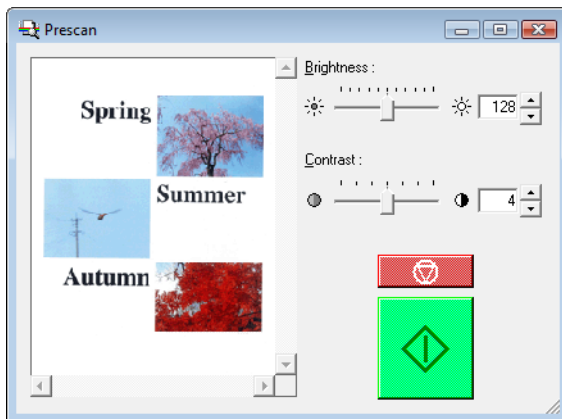 Prescan
Brightness :
128
Contrast :
4
Spring
Summer
Autumn